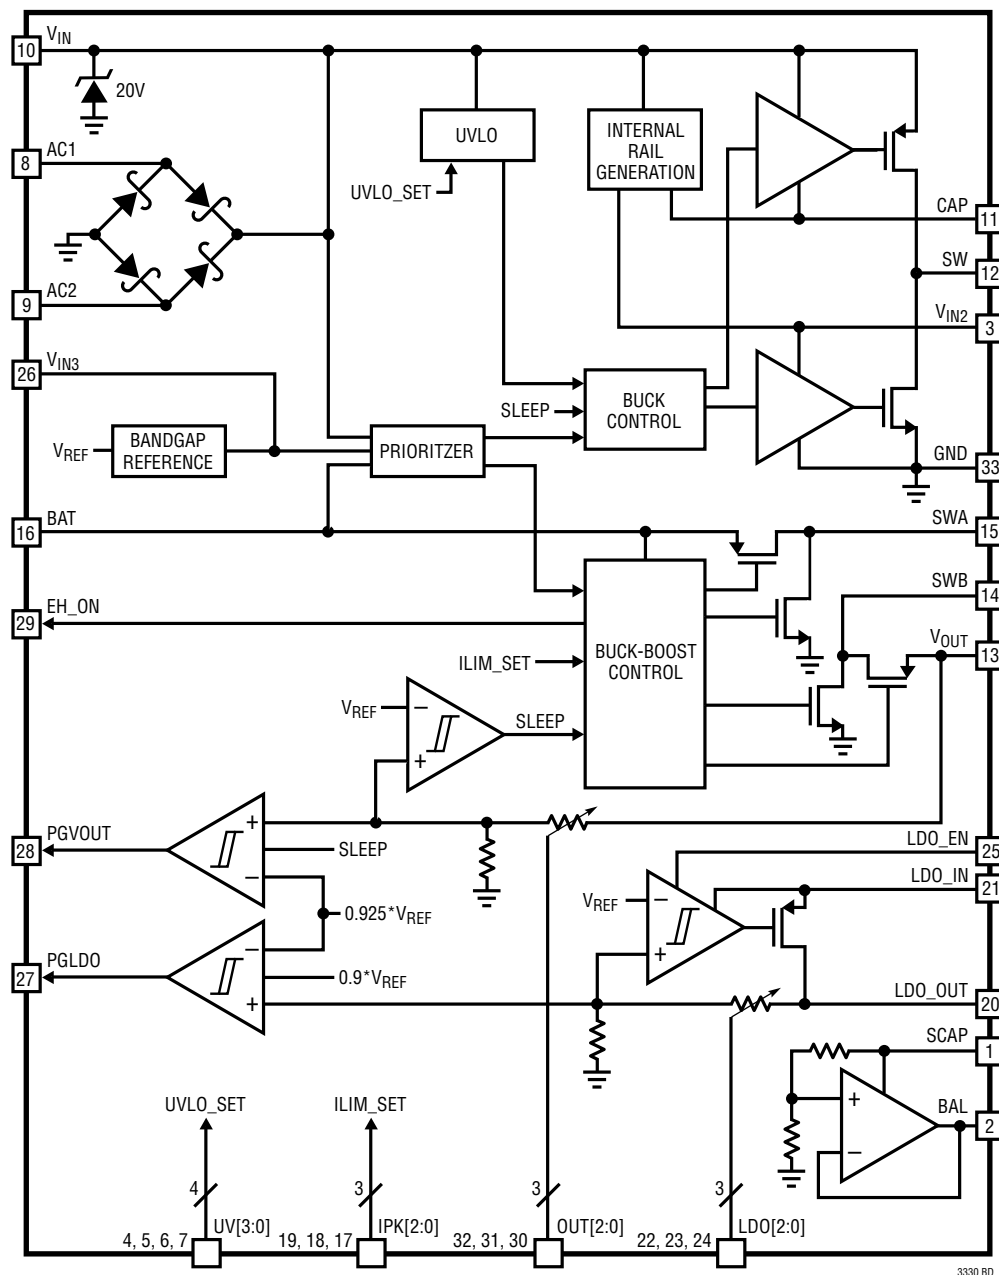 10 VIN
20V
8 AC1
9 AC2
UVLO
UVLO_SET
INTERNAL
RAIL
GENERATION
CAP 11
SW 12
VIN2 3
26 VIN3
SLEEP
BUCK
CONTROL
VREF
BANDGAP
REFERENCE
PRIORITZER
GND 33
16 BAT
SWA 15
SWB 14
29 EH_ON
VOUT 13
ILIM_SET
BUCK-BOOST
CONTROL
VREF
−
+
SLEEP
28 PGVOUT
+
SLEEP
−
0.925*VREF
27 PGLDO
−
0.9*VREF
+
LDO_EN 25
LDO_IN 21
VREF
−
+
LDO_OUT 20
SCAP 1
+
BAL 2
−
UVLO_SET
ILIM_SET
4
3
3
3
4, 5, 6, 7 UV[3:0]
19, 18, 17 IPK[2:0]
32, 31, 30 OUT[2:0]
22, 23, 24 LDO[2:0]
3330 BD